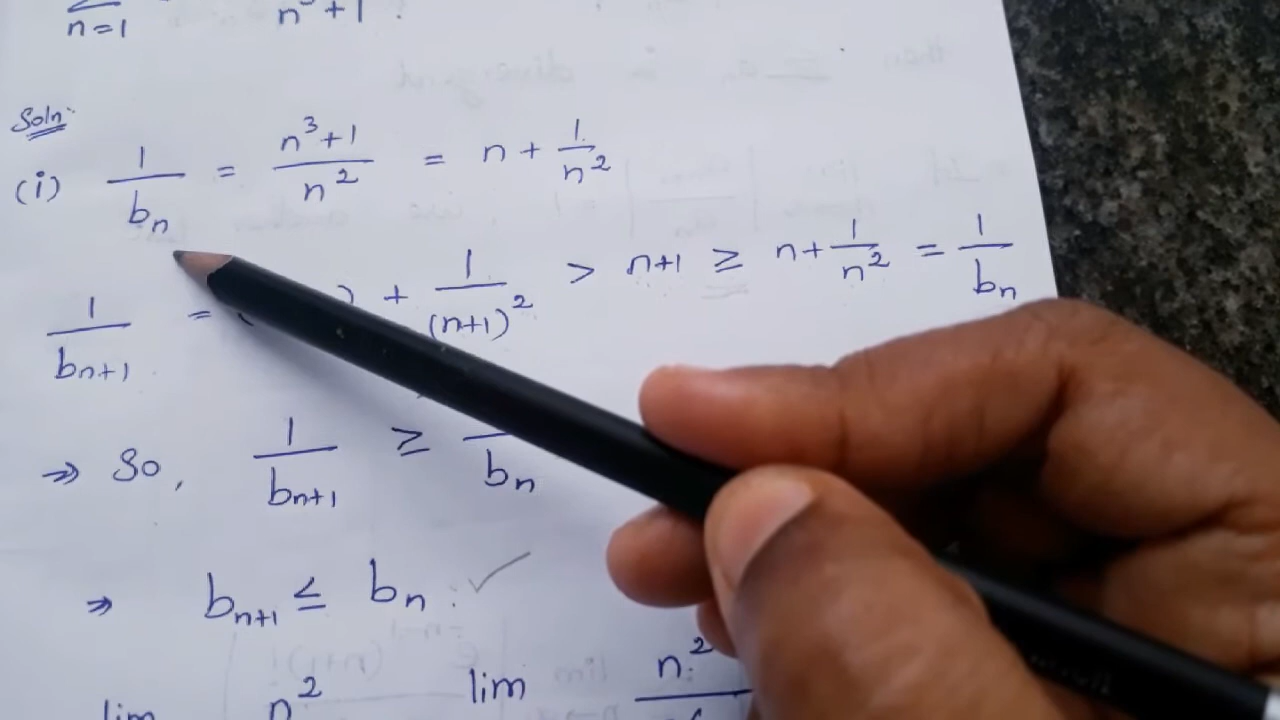 n=1 n³+1.
Soln:
(i) 1/bn = n³+1/n² = n + 1/n²
1/bn+1 = ) + 1/(n+1)² > n+1 ≥ n + 1/n² = 1/bn
⇒ So, 1/bn+1 ≥ /bn
⇒ bn+1 ≤ bn. ✓
lim n² lim n²